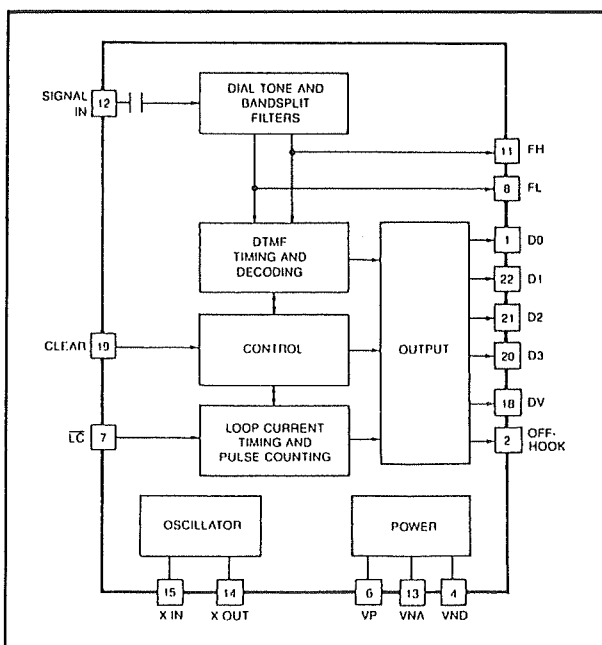 SIGNAL IN
12
DIAL TONE AND
BANDSPLIT
FILTERS
11 FH
8 FL
DTMF
TIMING AND
DECODING
1 D0
22 D1
21 D2
20 D3
18 DV
2 OFF-
HOOK
OUTPUT
CLEAR 19
CONTROL
LC 7
LOOP CURRENT
TIMING AND
PULSE COUNTING
OSCILLATOR
POWER
15 14 6 13 4
X IN X OUT VP VNA VND